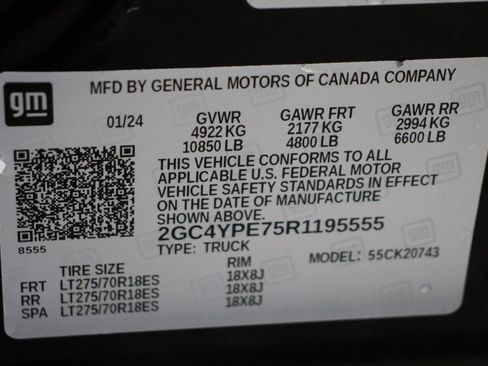 gm
MFD BY GENERAL MOTORS OF CANADA COMPANY
01/24 GVWR GAWR FRT GAWR RR
4922 KG 2177 KG 2994 KG
10850 LB 4800 LB 6600 LB
THIS VEHICLE CONFORMS TO ALL
APPLICABLE U.S. FEDERAL MOTOR
VEHICLE SAFETY STANDARDS IN EFFECT
ON THE DATE OF MANUFACTURE
SHOWN ABOVE.
2GC4YPE75R1195555
8555 TYPE: TRUCK MODEL: 55CK20743
TIRE SIZE RIM
FRT LT275/70R18ES 18X8J
RR LT275/70R18ES 18X8J
SPA LT275/70R18ES 18X8J